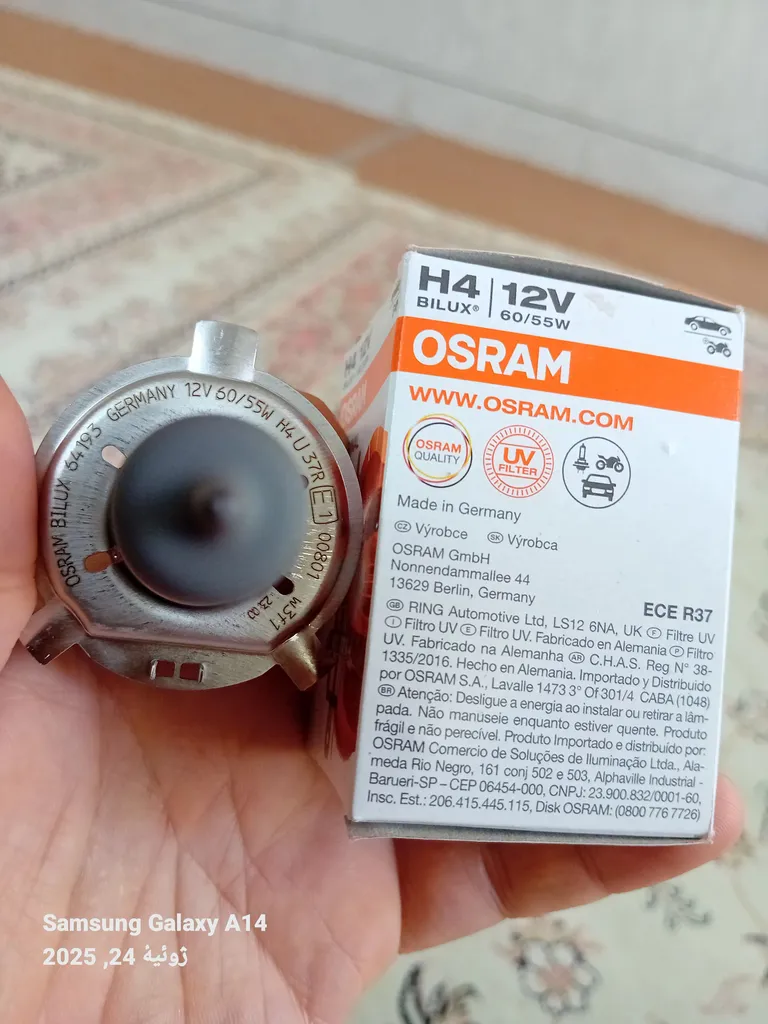 OSRAM BILUX 64193 GERMANY 12V 60/55W H4 U 37R E1 00801 w3f1
H4 12V
BILUX® 60/55W
H4 12V
OSRAM
WWW.OSRAM.COM
OSRAM
QUALITY
UV
FILTER
Made in Germany
CZ Výrobce SK Výrobca
OSRAM GmbH
Nonnendammallee 44
13629 Berlin, Germany
ECE R37
GB RING Automotive Ltd, LS12 6NA, UK F Filtre UV
I Filtro UV E Filtro UV. Fabricado en Alemania P Filtro
UV. Fabricado na Alemanha AR C.H.A.S. Reg N° 38-
1335/2016. Hecho en Alemania. Importado y Distribuido
por OSRAM S.A., Lavalle 1473 3° Of 301/4 CABA (1048)
BR Atenção: Desligue a energia ao instalar ou retirar a lâm-
pada. Não manuseie enquanto estiver quente. Produto
frágil e não perecível. Produto Importado e distribuido por:
OSRAM Comercio de Soluções de Iluminação Ltda., Ala-
meda Rio Negro, 161 conj 502 e 503, Alphaville Industrial -
Barueri-SP – CEP 06454-000, CNPJ: 23.900.832/0001-60,
Insc. Est.: 206.415.445.115, Disk OSRAM: (0800 776 7726)
Samsung Galaxy A14
2025 ,24 ژوئیهٔ